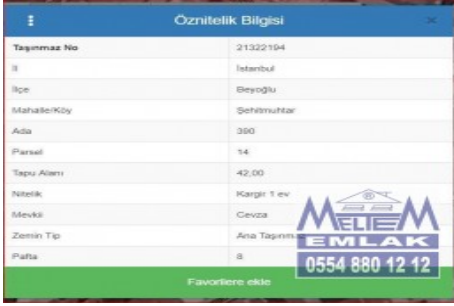 Öznitelik Bilgisi
Taşınmaz No 21322194
İl İstanbul
İlçe Beyoğlu
Mahalle/Köy Şehitmuhtar
Ada 390
Parsel 14
Tapu Alanı 42,00
Nitelik Kargir 1 ev
Mevkii Cevza
Zemin Tip Ana Taşınmaz
Pafta 8
MELTEM
EMLAK
0554 880 12 12
Favorilere ekle